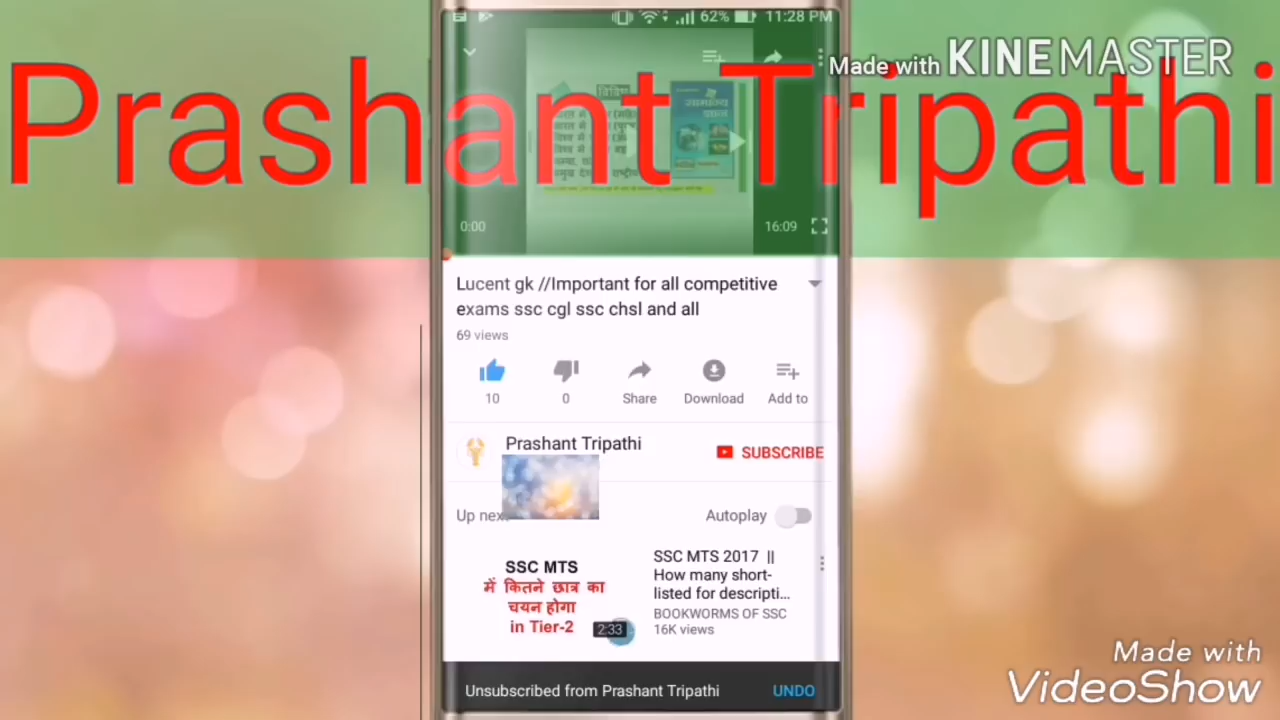 62% 11:28 PM
Made with KINEMASTER
Prashant Tripathi
विविध
सामान्य
ज्ञान
0:00
16:09
Lucent gk //Important for all competitive
exams ssc cgl ssc chsl and all
69 views
10
0
Share
Download
Add to
Prashant Tripathi
SUBSCRIBE
Up nex
Autoplay
SSC MTS
में कितने छात्र का
चयन होगा
in Tier-2
2:33
SSC MTS 2017 ||
How many short-
listed for descripti...
BOOKWORMS OF SSC
16K views
Unsubscribed from Prashant Tripathi
UNDO
Made with
VideoShow